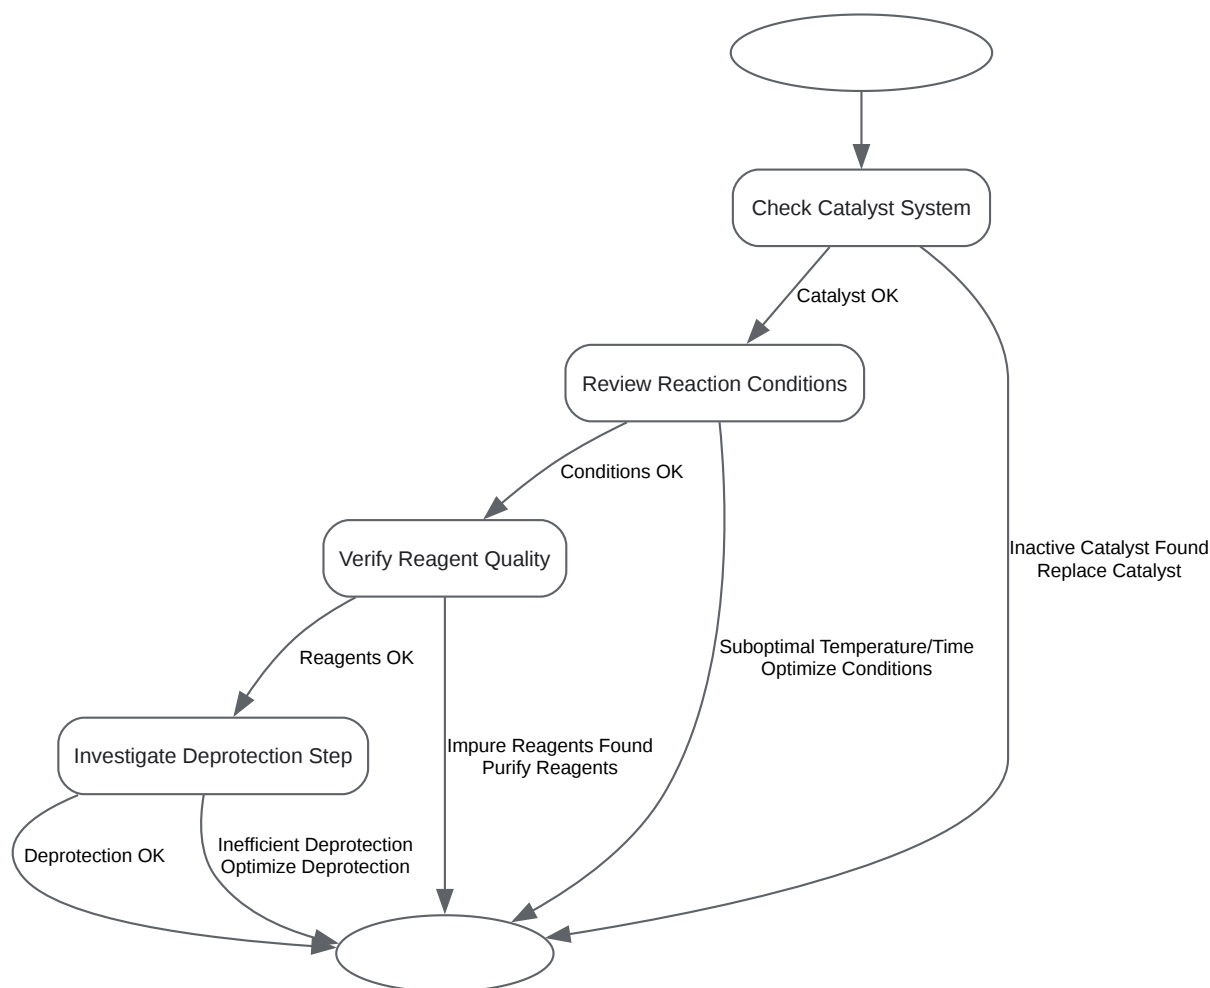 Check Catalyst System
Catalyst OK
Review Reaction Conditions
Conditions OK
Verify Reagent Quality
Inactive Catalyst Found
Replace Catalyst
Reagents OK
Suboptimal Temperature/Time
Optimize Conditions
Investigate Deprotection Step
Impure Reagents Found
Purify Reagents
Deprotection OK
Inefficient Deprotection
Optimize Deprotection